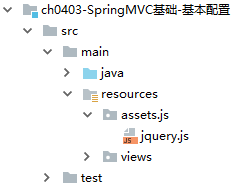 ch0403-SpringMVC基础-基本配置
src
main
java
resources
assets.js
jquery.js
views
test